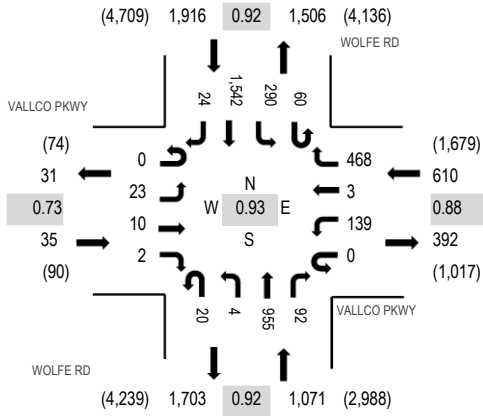 (4,709) 1,916 0.92 1,506 (4,136)
WOLFE RD
24 1,542 290 60
VALLCO PKWY
(74) (1,679)
0 468
31 610
N
23 3
0.73 W 0.93 E 0.88
10 139
S
35 392
2 0
(90) (1,017)
20 4 955 92
VALLCO PKWY
WOLFE RD
(4,239) 1,703 0.92 1,071 (2,988)